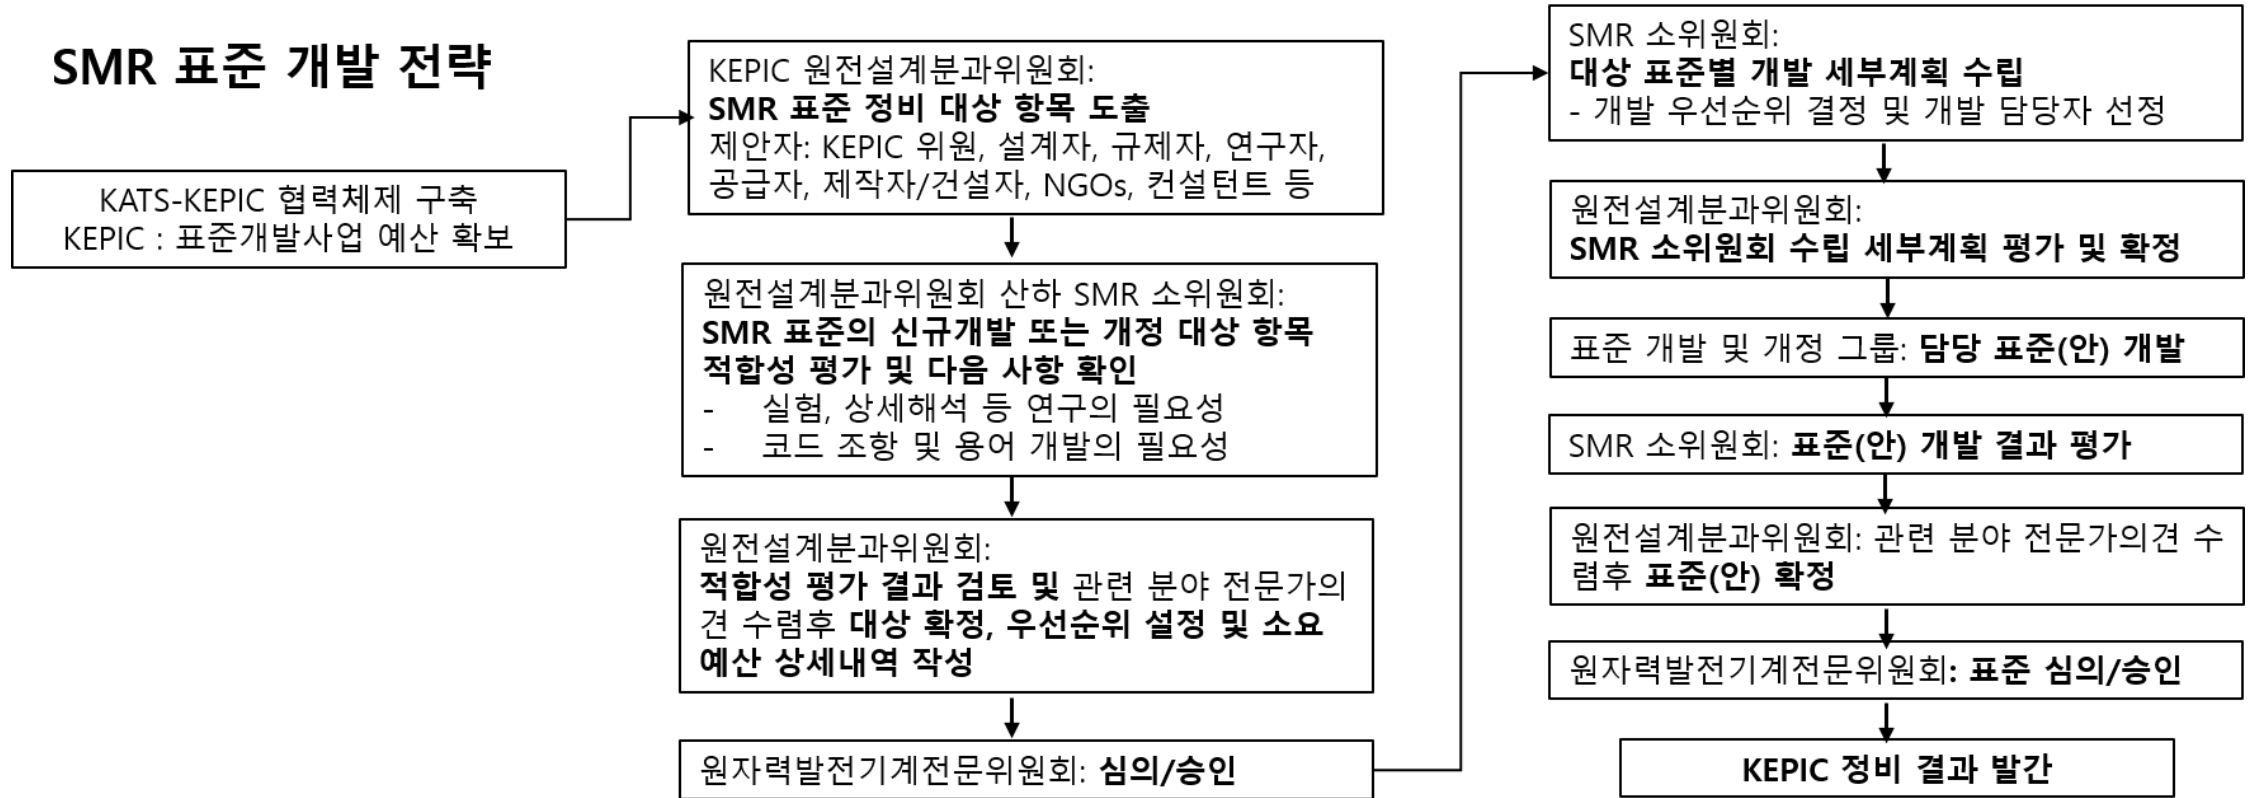 SMR 표준 개발 전략
KATS-KEPIC 협력체제 구축
KEPIC : 표준개발사업 예산 확보
KEPIC 원전설계분과위원회:
SMR 표준 정비 대상 항목 도출
제안자: KEPIC 위원, 설계자, 규제자, 연구자,
공급자, 제작자/건설자, NGOs, 컨설턴트 등
원전설계분과위원회 산하 SMR 소위원회:
SMR 표준의 신규개발 또는 개정 대상 항목
적합성 평가 및 다음 사항 확인
- 실험, 상세해석 등 연구의 필요성
- 코드 조항 및 용어 개발의 필요성
원전설계분과위원회:
적합성 평가 결과 검토 및 관련 분야 전문가의
견 수렴후 대상 확정, 우선순위 설정 및 소요
예산 상세내역 작성
원자력발전기계전문위원회: 심의/승인
SMR 소위원회:
대상 표준별 개발 세부계획 수립
- 개발 우선순위 결정 및 개발 담당자 선정
원전설계분과위원회:
SMR 소위원회 수립 세부계획 평가 및 확정
표준 개발 및 개정 그룹: 담당 표준(안) 개발
SMR 소위원회: 표준(안) 개발 결과 평가
원전설계분과위원회: 관련 분야 전문가의견 수
렴후 표준(안) 확정
원자력발전기계전문위원회: 표준 심의/승인
KEPIC 정비 결과 발간